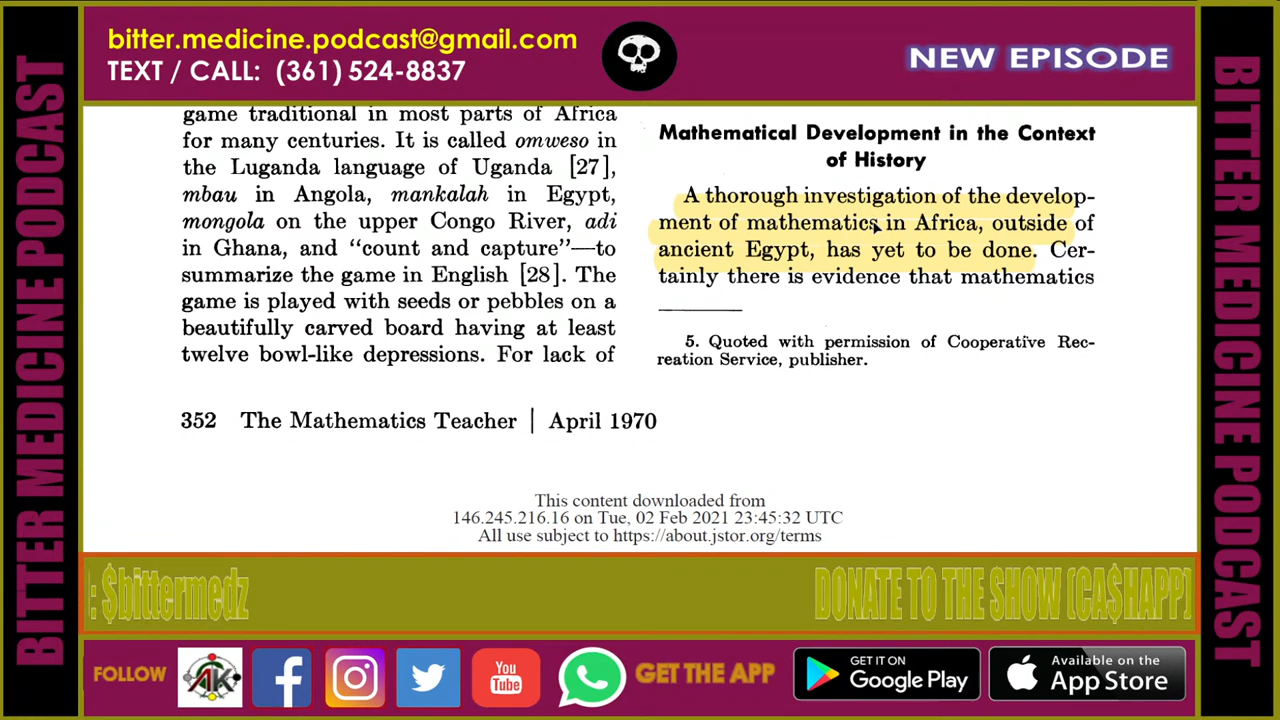 bitter.medicine.podcast@gmail.com
TEXT / CALL: (361) 524-8837
NEW EPISODE
BITTER MEDICINE PODCAST
game traditional in most parts of Africa
for many centuries. It is called omweso in
the Luganda language of Uganda [27],
mbau in Angola, mankalah in Egypt,
mongola on the upper Congo River, adi
in Ghana, and "count and capture"—to
summarize the game in English [28]. The
game is played with seeds or pebbles on a
beautifully carved board having at least
twelve bowl-like depressions. For lack of
Mathematical Development in the Context
of History
A thorough investigation of the develop-
ment of mathematics in Africa, outside of
ancient Egypt, has yet to be done. Cer-
tainly there is evidence that mathematics
5. Quoted with permission of Cooperative Rec-
reation Service, publisher.
352 The Mathematics Teacher | April 1970
This content downloaded from
146.245.216.16 on Tue, 02 Feb 2021 23:45:32 UTC
All use subject to https://about.jstor.org/terms
BITTER MEDICINE PODCAST
: $bittermedz
DONATE TO THE SHOW (CA$HAPP)
FOLLOW
ATK
You
Tube
GET THE APP
GET IT ON
Google Play
Available on the
App Store